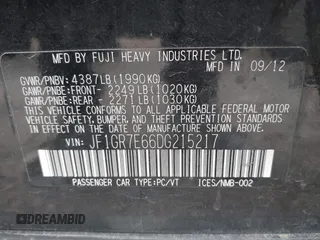 MFD BY FUJI HEAVY INDUSTRIES LTD.
09/12
GVWR/PNBV: 4387LB(1990KG)
GAWR/PNBE:FRONT- 2249LB(1020KG)
GAWR/PNBE:REAR - 2271LB(1030KG)
THIS VEHICLE CONFORMS TO ALL APPLICABLE
FEDERAL MOTOR VEHICLE SAFETY, BUMPER,
AND THEFT PREVENTION STANDARDS IN
EFFECT ON THE DATE OF MANUFACTURE
SHOWN ABOVE.
VIN: JF1GR7E66DG215217
PASSENGER CAR TYPE:PC/VT ICES/NMB-002
DREAMBID